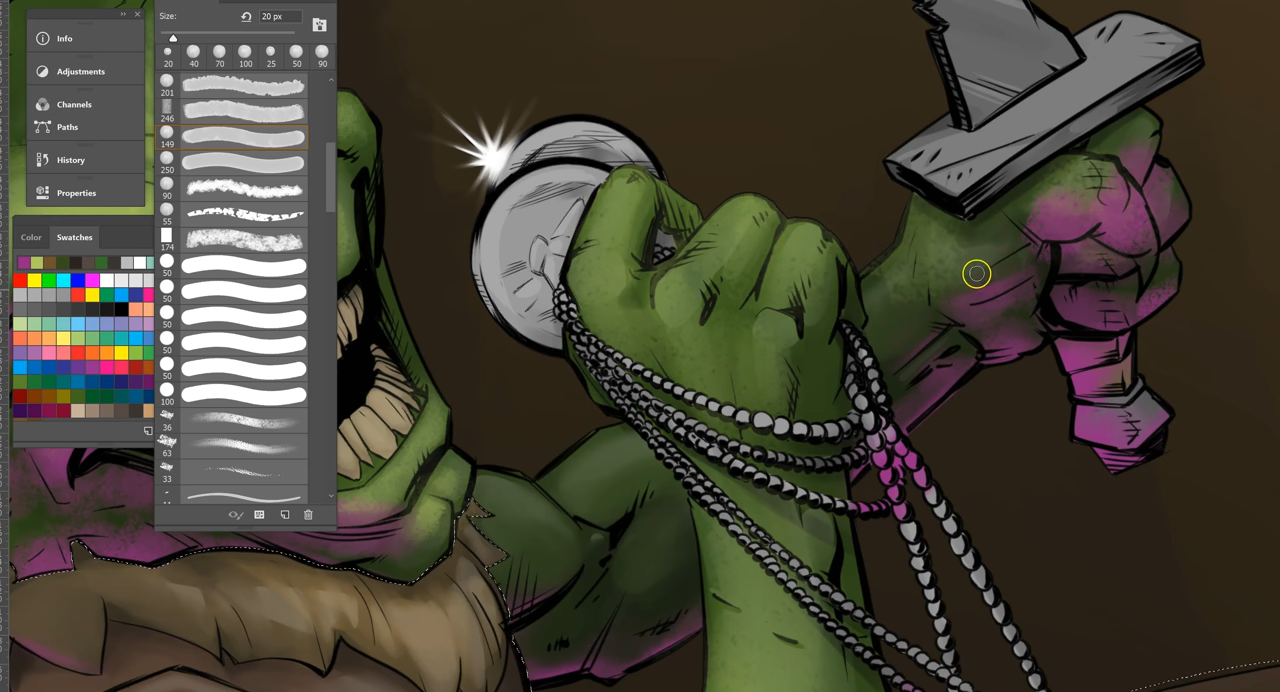 Size:
20 px
20 40 70 100 25 50 90
Info
Adjustments
Channels
Paths
History
Properties
Color Swatches
201
246
149
250
90
55
174
50
50
50
50
50
100
36
63
33